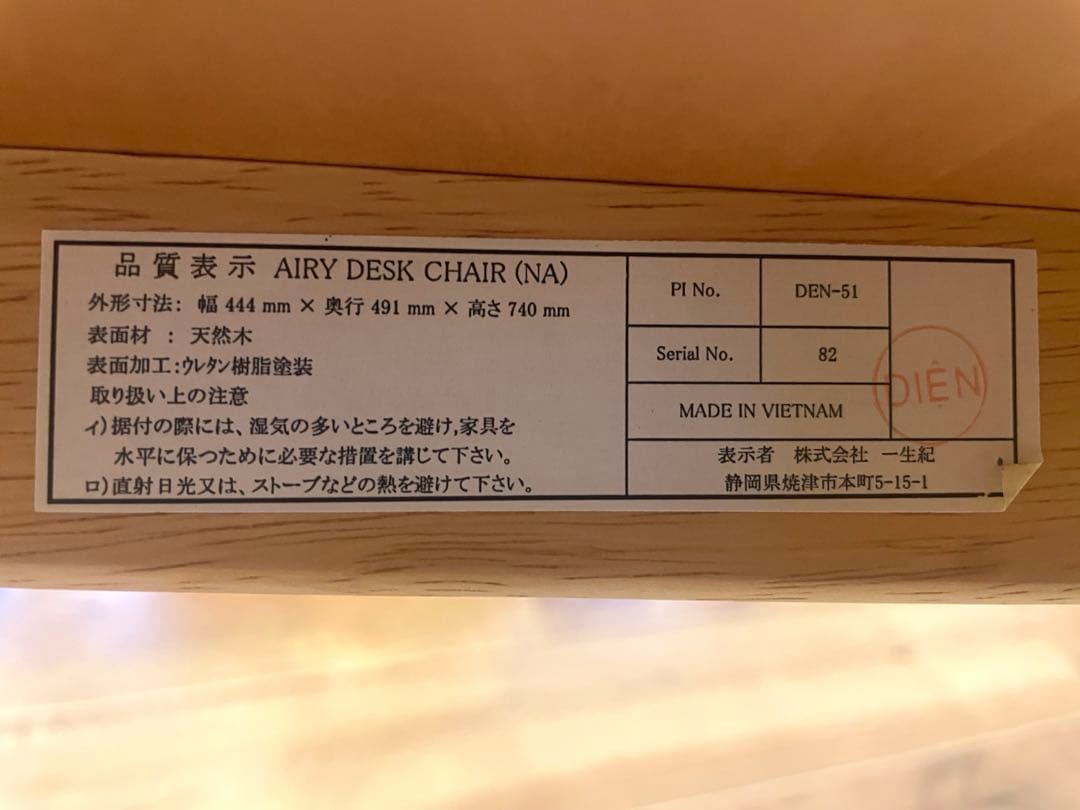 品質表示 AIRY DESK CHAIR (NA)
外形寸法: 幅 444 mm × 奥行 491 mm × 高さ 740 mm
表面材 : 天然木
表面加工:ウレタン樹脂塗装
取り扱い上の注意
イ)据付の際には、湿気の多いところを避け,家具を
水平に保つために必要な措置を講じて下さい。
ロ)直射日光又は、ストーブなどの熱を避けて下さい。
PI No. DEN-51
Serial No. 82
MADE IN VIETNAM
DIỆN
表示者 株式会社 一生紀
静岡県焼津市本町5-15-1